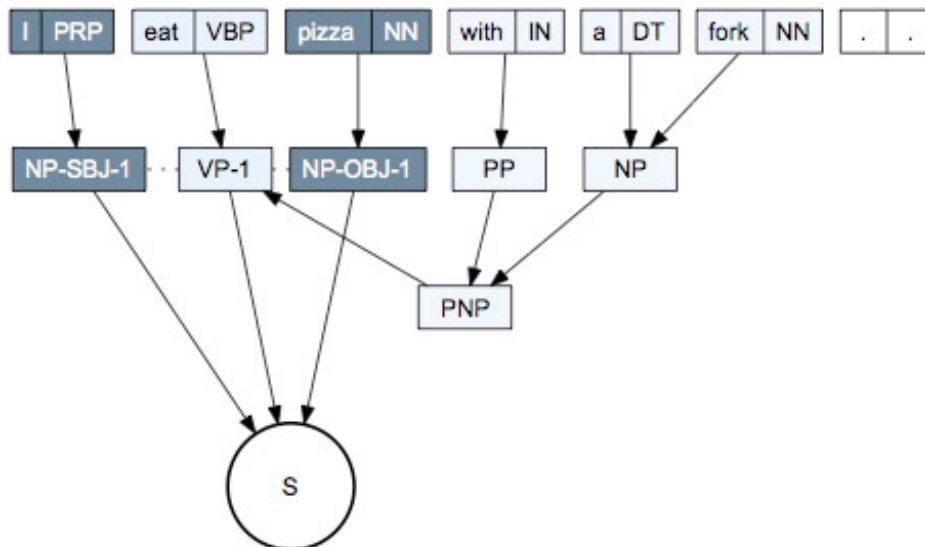 I PRP eat VBP pizza NN with IN a DT fork NN . .
NP-SBJ-1 VP-1 NP-OBJ-1 PP NP
PNP
S